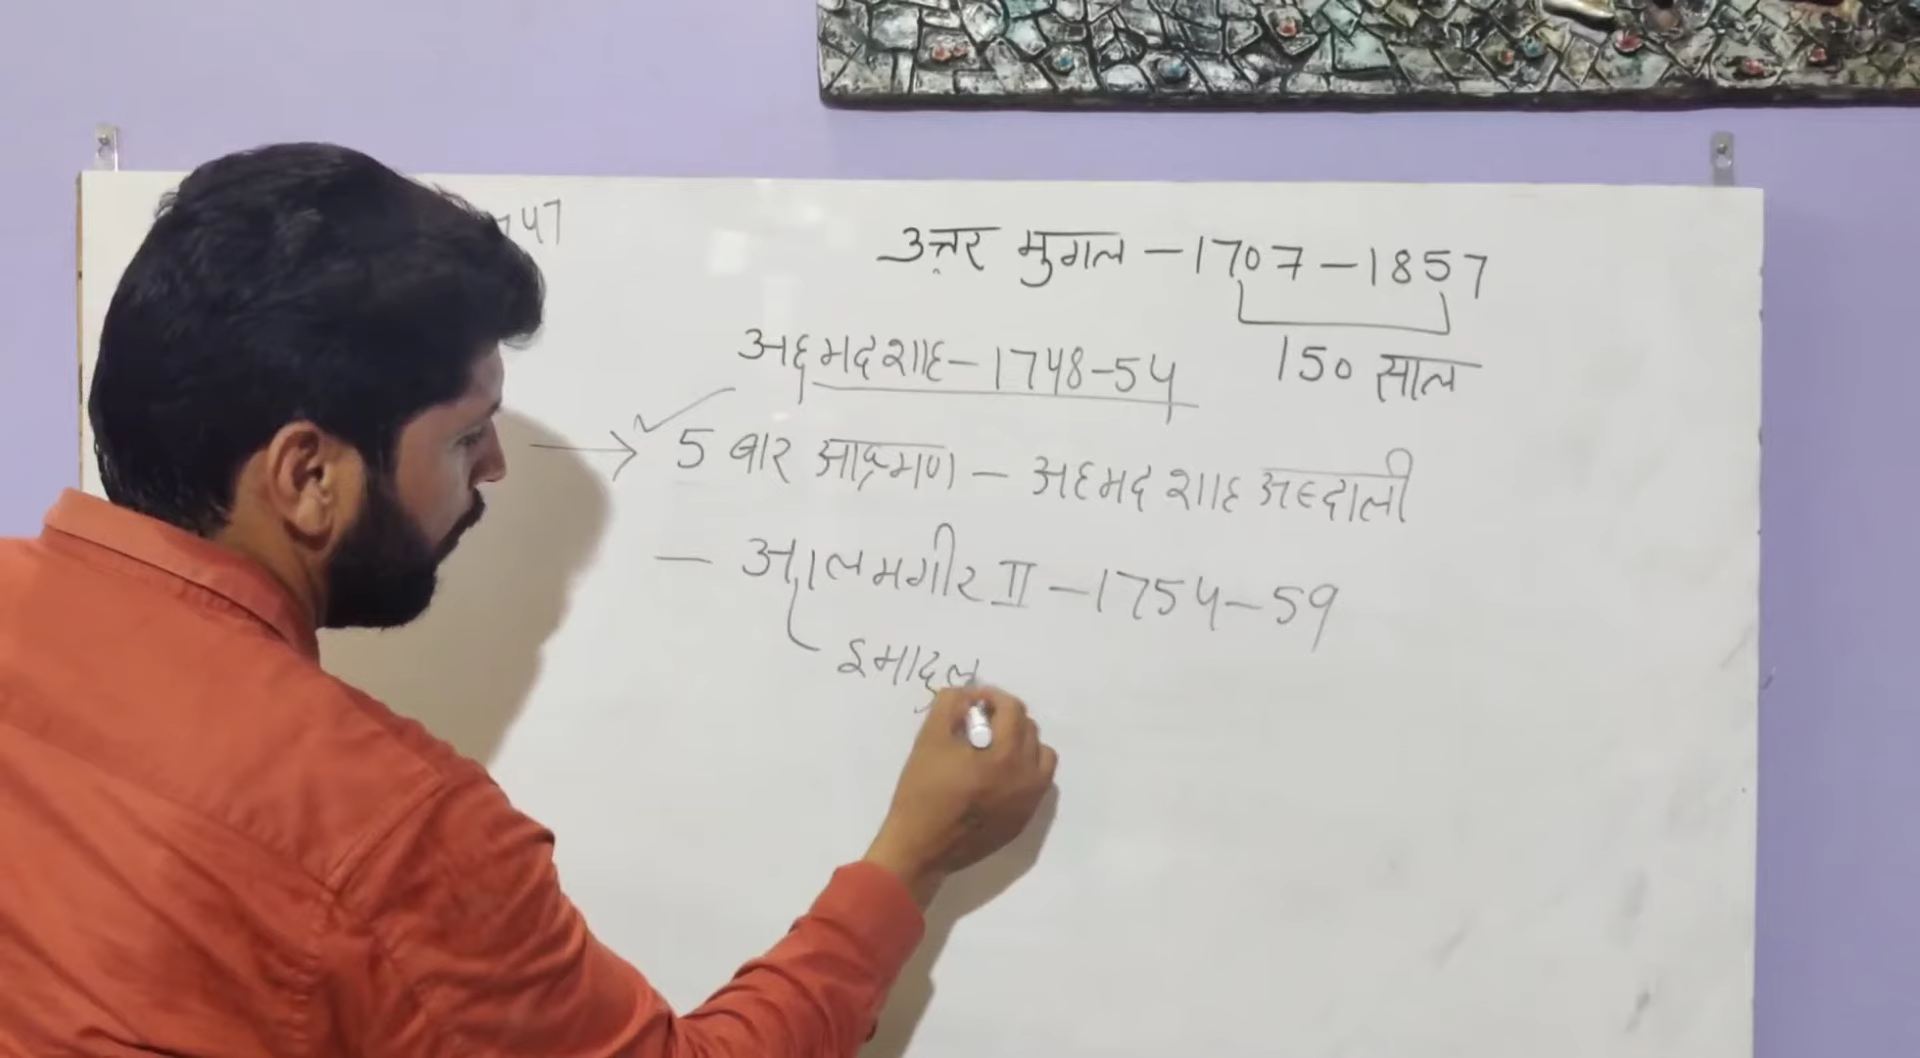 747
उत्तर मुगल – 1707 – 1857
150 साल
अहमदशाह – 1748-54
5 बार आक्रमण – अहमद शाह अब्दाली
– आलमगीर II – 1754-59
इमादुल